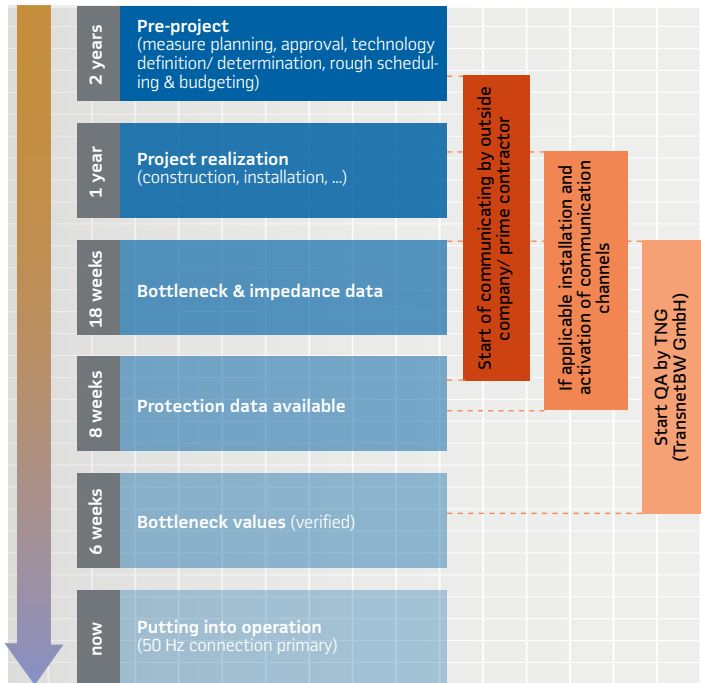 2 years
Pre-project
(measure planning, approval, technology
definition/ determination, rough schedul-
ing & budgeting)
1 year
Project realization
(construction, installation, ...)
18 weeks
Bottleneck & impedance data
8 weeks
Protection data available
6 weeks
Bottleneck values (verified)
now
Putting into operation
(50 Hz connection primary)
Start of communicating by outside
company/ prime contractor
If applicable installation and
activation of communication
channels
Start QA by TNG
(TransnetBW GmbH)